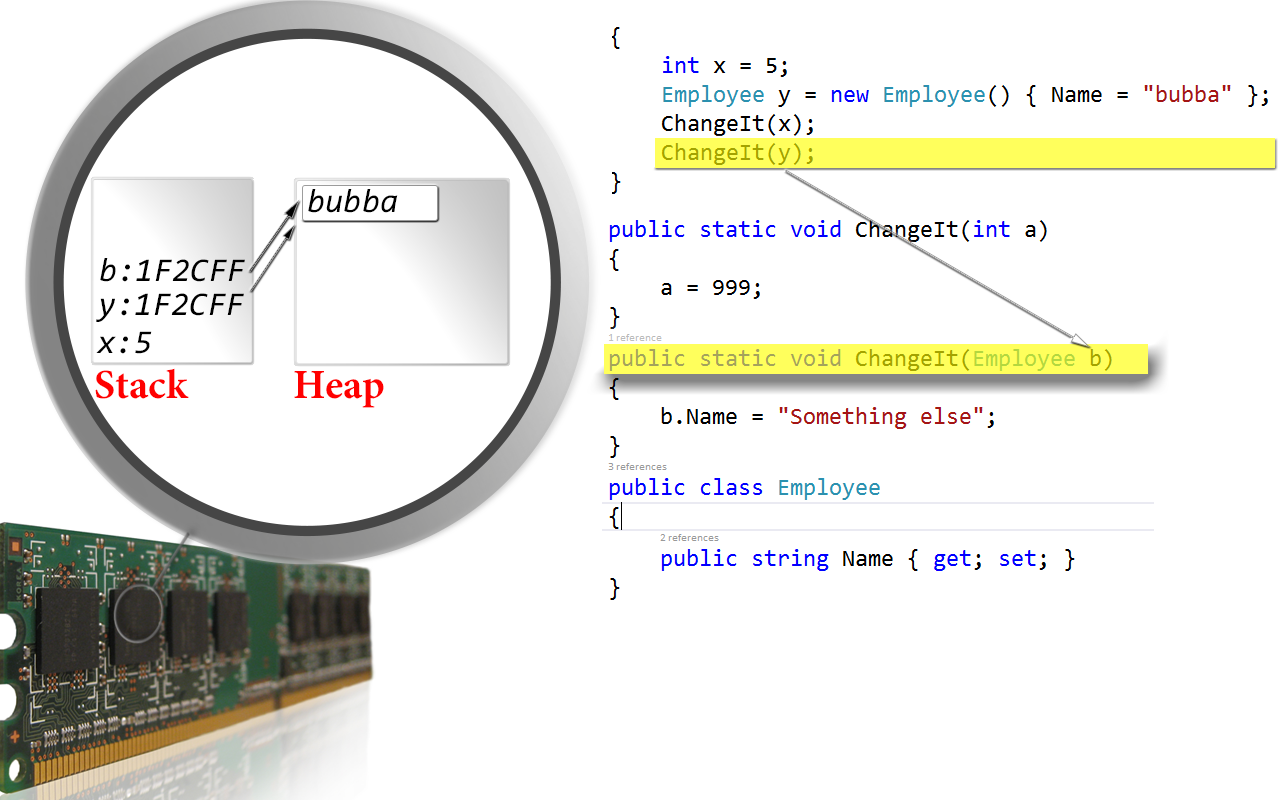 bubba
b:1F2CFF
y:1F2CFF
x:5
Stack
Heap
{
int x = 5;
Employee y = new Employee() { Name = "bubba" };
ChangeIt(x);
ChangeIt(y);
}
public static void ChangeIt(int a)
{
a = 999;
}
1 reference
public static void ChangeIt(Employee b)
{
b.Name = "Something else";
}
3 references
public class Employee
{
2 references
public string Name { get; set; }
}
KOREA